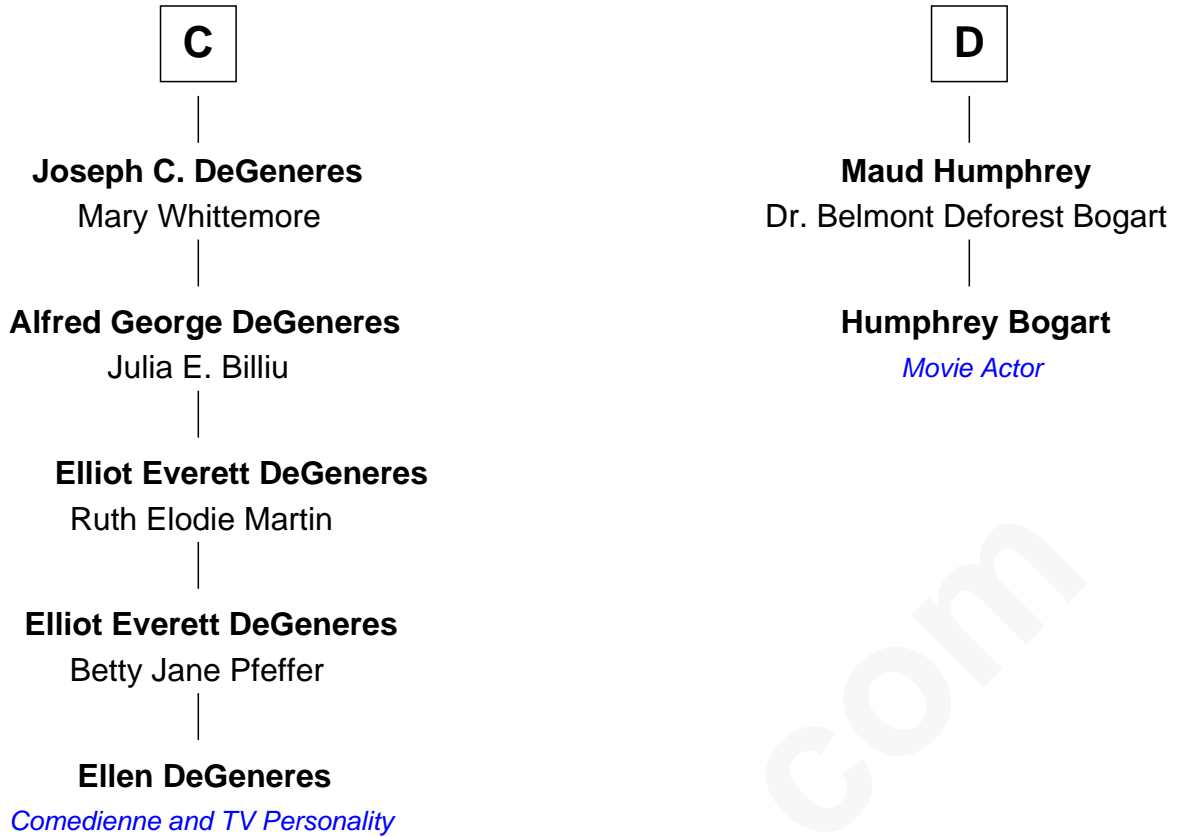 C
Joseph C. DeGeneres
Mary Whittemore
Alfred George DeGeneres
Julia E. Billiu
Elliot Everett DeGeneres
Ruth Elodie Martin
Elliot Everett DeGeneres
Betty Jane Pfeffer
Ellen DeGeneres
Comedienne and TV Personality
D
Maud Humphrey
Dr. Belmont Deforest Bogart
Humphrey Bogart
Movie Actor
com